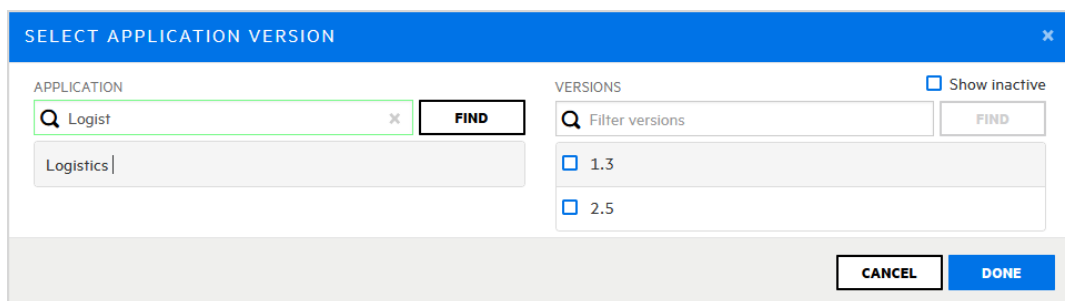 SELECT APPLICATION VERSION
APPLICATION
Logist
FIND
Logistics
VERSIONS
Show inactive
Filter versions
FIND
1.3
2.5
CANCEL
DONE